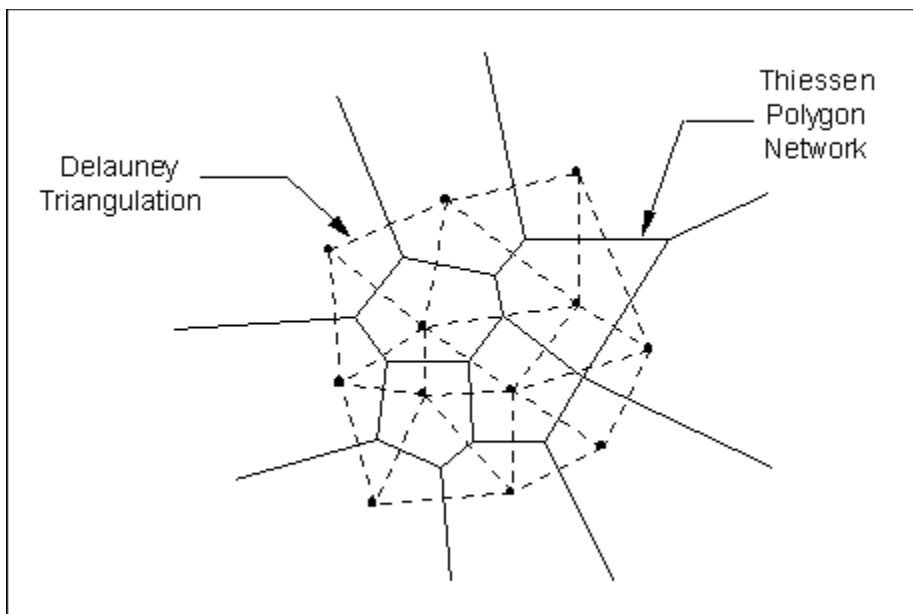 Delauney
Triangulation
Thiessen
Polygon
Network